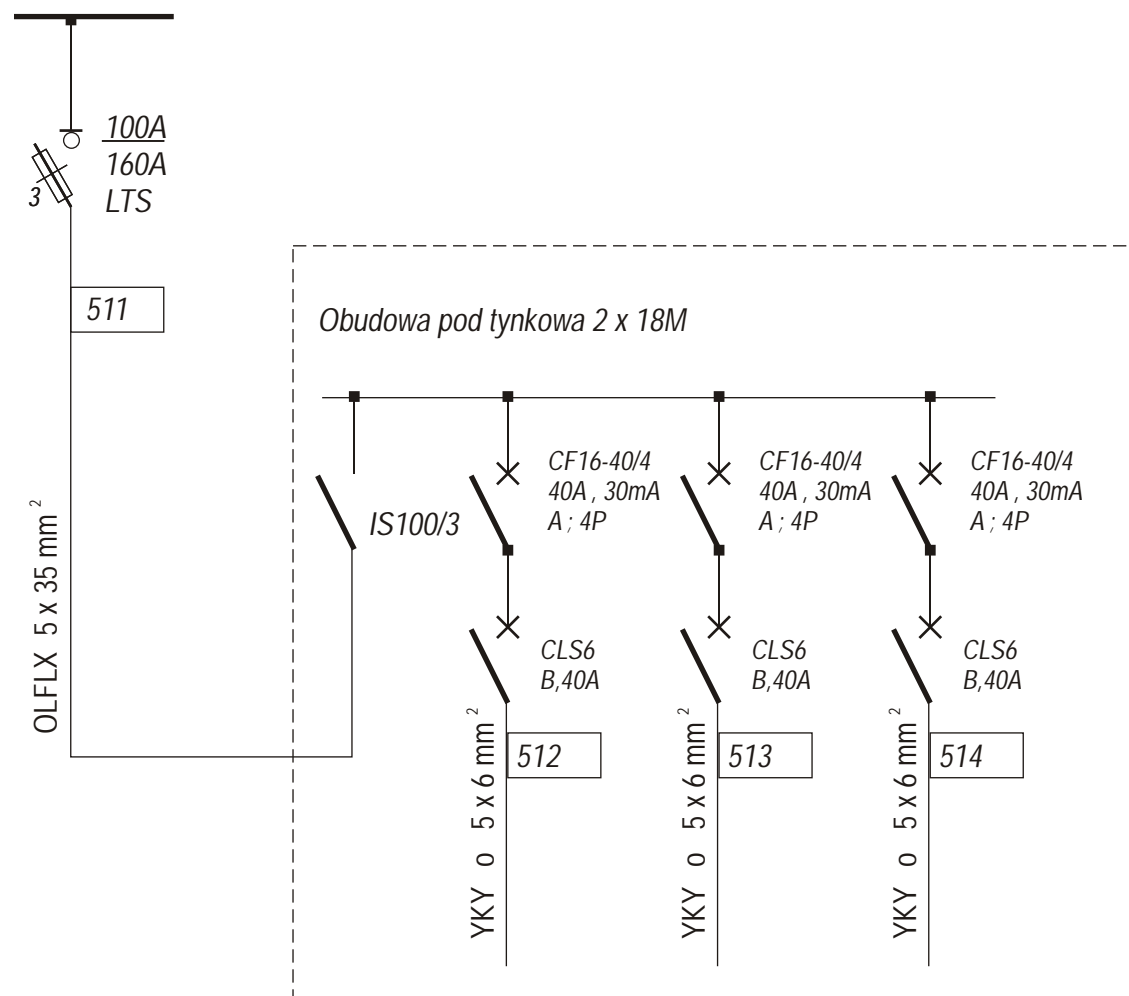 100A
160A
LTS
3
511
Obudowa pod tynkowa 2 x 18M
OLFLX 5 x 35 mm²
IS100/3
CF16-40/4
40A , 30mA
A ; 4P
CF16-40/4
40A , 30mA
A ; 4P
CF16-40/4
40A , 30mA
A ; 4P
CLS6
B,40A
CLS6
B,40A
CLS6
B,40A
512
513
514
YKY o 5 x 6 mm²
YKY o 5 x 6 mm²
YKY o 5 x 6 mm²